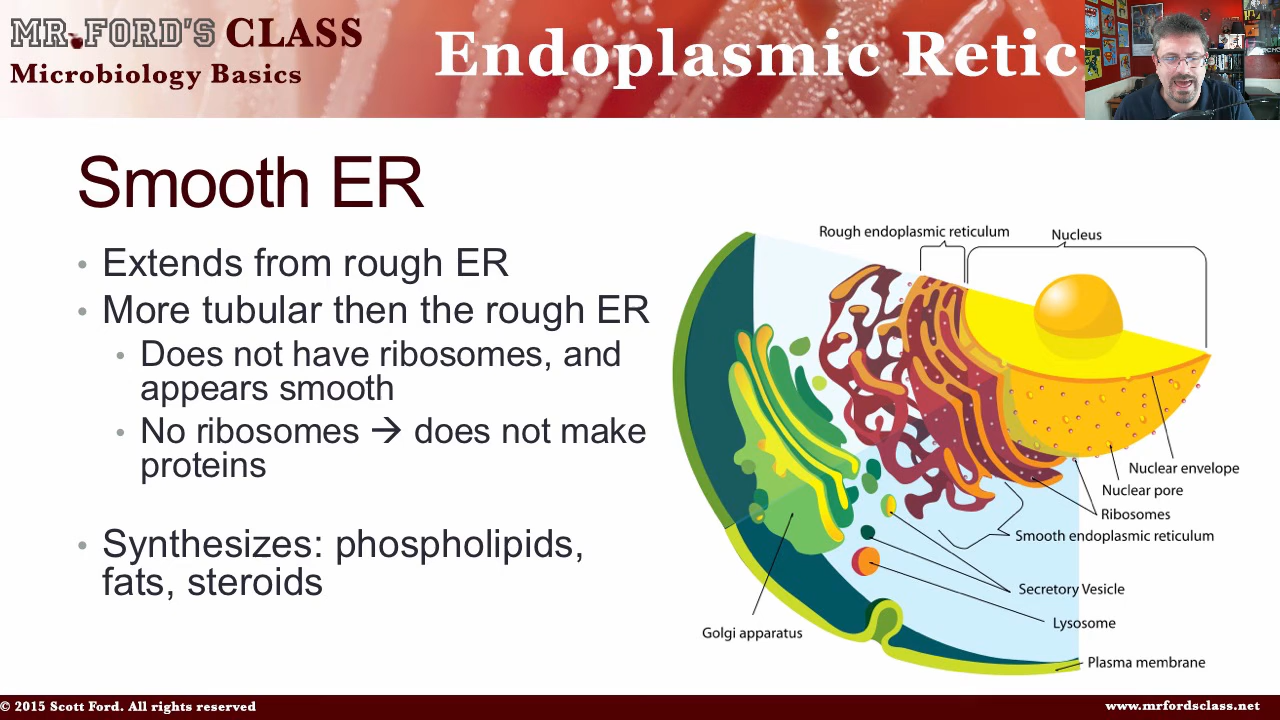 MR. FORD'S CLASS
Microbiology Basics
Endoplasmic Retic
Smooth ER
• Extends from rough ER
• More tubular then the rough ER
• Does not have ribosomes, and
appears smooth
• No ribosomes → does not make
proteins
• Synthesizes: phospholipids,
fats, steroids
Rough endoplasmic reticulum
Nucleus
Nuclear envelope
Nuclear pore
Ribosomes
Smooth endoplasmic reticulum
Secretory Vesicle
Lysosome
Golgi apparatus
Plasma membrane
© 2015 Scott Ford. All rights reserved
www.mrfordsclass.net